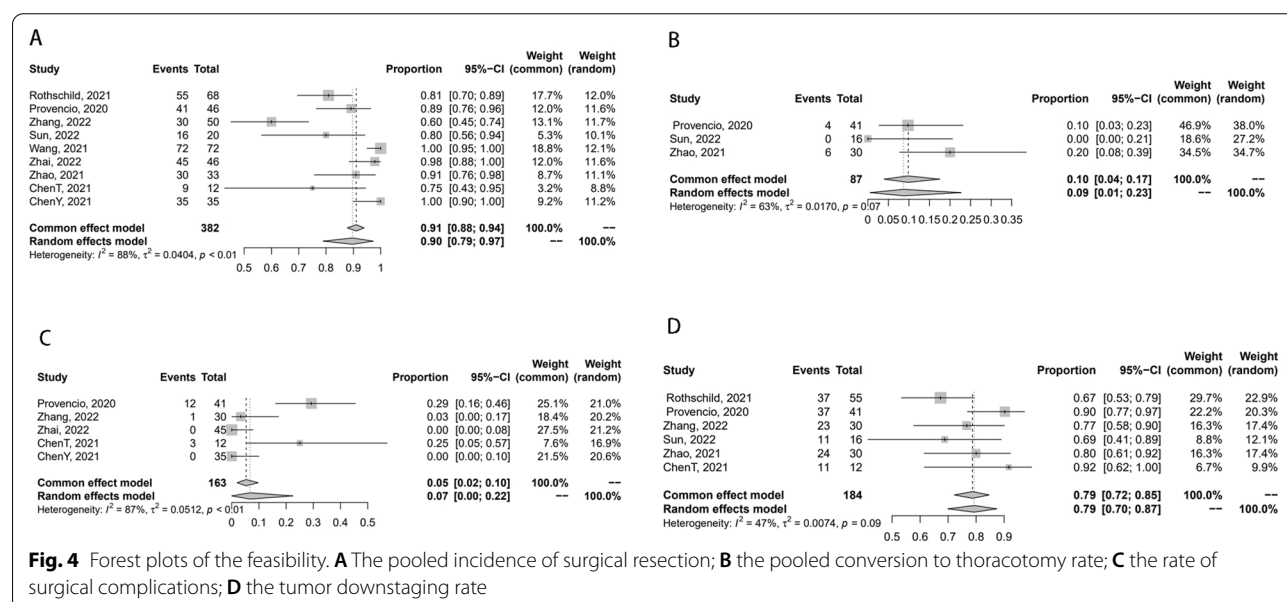 A
Study Events Total Proportion 95%−CI Weight (common) Weight (random)
Rothschild, 2021 55 68 0.81 [0.70; 0.89] 17.7% 12.0%
Provencio, 2020 41 46 0.89 [0.76; 0.96] 12.0% 11.6%
Zhang, 2022 30 50 0.60 [0.45; 0.74] 13.1% 11.7%
Sun, 2022 16 20 0.80 [0.56; 0.94] 5.3% 10.1%
Wang, 2021 72 72 1.00 [0.95; 1.00] 18.8% 12.1%
Zhai, 2022 45 46 0.98 [0.88; 1.00] 12.0% 11.6%
Zhao, 2021 30 33 0.91 [0.76; 0.98] 8.7% 11.1%
ChenT, 2021 9 12 0.75 [0.43; 0.95] 3.2% 8.8%
ChenY, 2021 35 35 1.00 [0.90; 1.00] 9.2% 11.2%
Common effect model 382 0.91 [0.88; 0.94] 100.0% −−
Random effects model 0.90 [0.79; 0.97] −− 100.0%
Heterogeneity: I² = 88%, τ² = 0.0404, p < 0.01
0.5 0.6 0.7 0.8 0.9 1
B
Study Events Total Proportion 95%−CI Weight (common) Weight (random)
Provencio, 2020 4 41 0.10 [0.03; 0.23] 46.9% 38.0%
Sun, 2022 0 16 0.00 [0.00; 0.21] 18.6% 27.2%
Zhao, 2021 6 30 0.20 [0.08; 0.39] 34.5% 34.7%
Common effect model 87 0.10 [0.04; 0.17] 100.0% −−
Random effects model 0.09 [0.01; 0.23] −− 100.0%
Heterogeneity: I² = 63%, τ² = 0.0170, p = 0.07
0 0.05 0.1 0.15 0.2 0.25 0.3 0.35
C
Study Events Total Proportion 95%−CI Weight (common) Weight (random)
Provencio, 2020 12 41 0.29 [0.16; 0.46] 25.1% 21.0%
Zhang, 2022 1 30 0.03 [0.00; 0.17] 18.4% 20.2%
Zhai, 2022 0 45 0.00 [0.00; 0.08] 27.5% 21.2%
ChenT, 2021 3 12 0.25 [0.05; 0.57] 7.6% 16.9%
ChenY, 2021 0 35 0.00 [0.00; 0.10] 21.5% 20.6%
Common effect model 163 0.05 [0.02; 0.10] 100.0% −−
Random effects model 0.07 [0.00; 0.22] −− 100.0%
Heterogeneity: I² = 87%, τ² = 0.0512, p < 0.01
0 0.1 0.2 0.3 0.4 0.5
D
Study Events Total Proportion 95%−CI Weight (common) Weight (random)
Rothschild, 2021 37 55 0.67 [0.53; 0.79] 29.7% 22.9%
Provencio, 2020 37 41 0.90 [0.77; 0.97] 22.2% 20.3%
Zhang, 2022 23 30 0.77 [0.58; 0.90] 16.3% 17.4%
Sun, 2022 11 16 0.69 [0.41; 0.89] 8.8% 12.1%
Zhao, 2021 24 30 0.80 [0.61; 0.92] 16.3% 17.4%
ChenT, 2021 11 12 0.92 [0.62; 1.00] 6.7% 9.9%
Common effect model 184 0.79 [0.72; 0.85] 100.0% −−
Random effects model 0.79 [0.70; 0.87] −− 100.0%
Heterogeneity: I² = 47%, τ² = 0.0074, p = 0.09
0.5 0.6 0.7 0.8 0.9
Fig. 4 Forest plots of the feasibility. A The pooled incidence of surgical resection; B the pooled conversion to thoracotomy rate; C the rate of
surgical complications; D the tumor downstaging rate